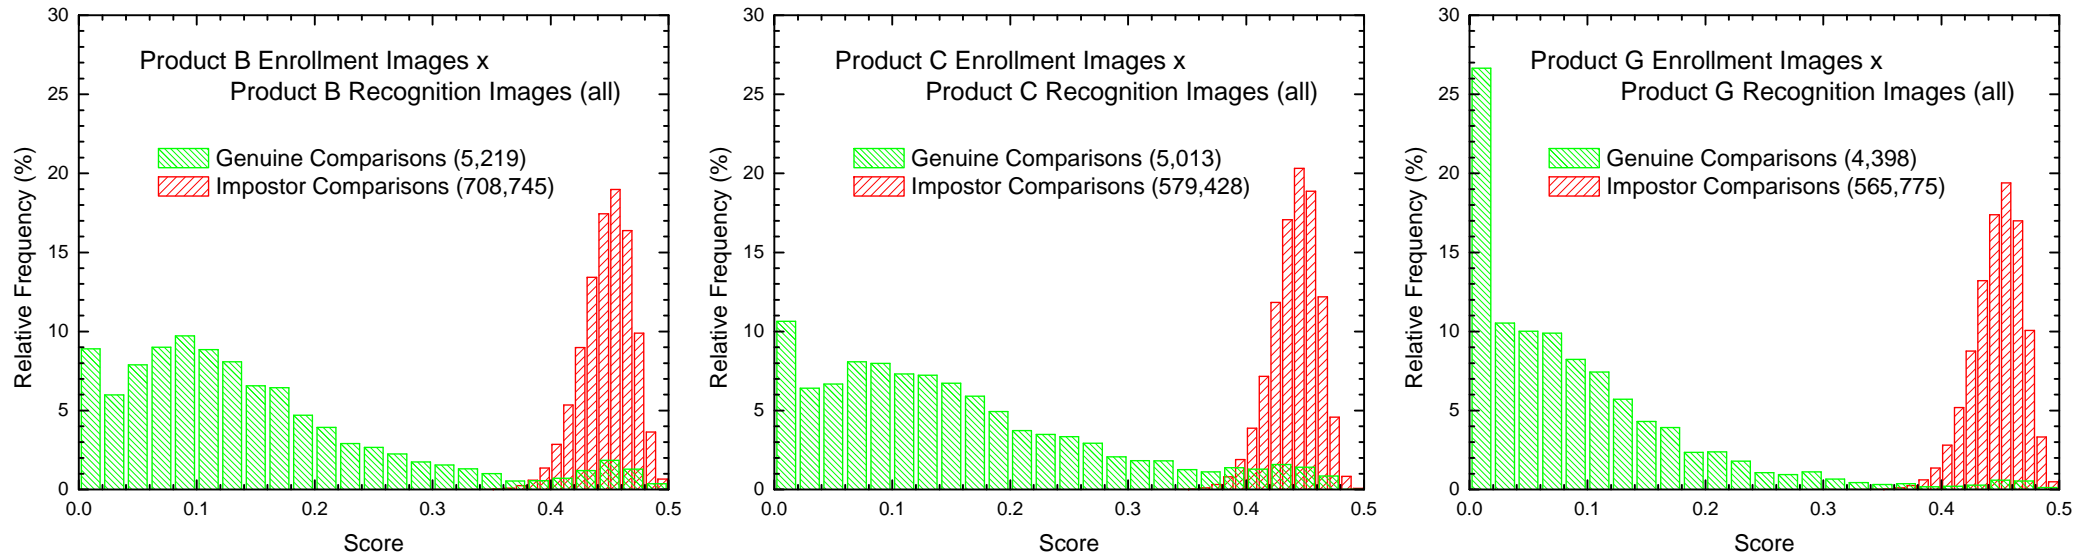 30
25
20
15
10
5
0
Relative Frequency (%)
Product B Enrollment Images x
Product B Recognition Images (all)
Genuine Comparisons (5,219)
Impostor Comparisons (708,745)
0.0 0.1 0.2 0.3 0.4 0.5
Score
30
25
20
15
10
5
0
Relative Frequency (%)
Product C Enrollment Images x
Product C Recognition Images (all)
Genuine Comparisons (5,013)
Impostor Comparisons (579,428)
0.0 0.1 0.2 0.3 0.4 0.5
Score
30
25
20
15
10
5
0
Relative Frequency (%)
Product G Enrollment Images x
Product G Recognition Images (all)
Genuine Comparisons (4,398)
Impostor Comparisons (565,775)
0.0 0.1 0.2 0.3 0.4 0.5
Score